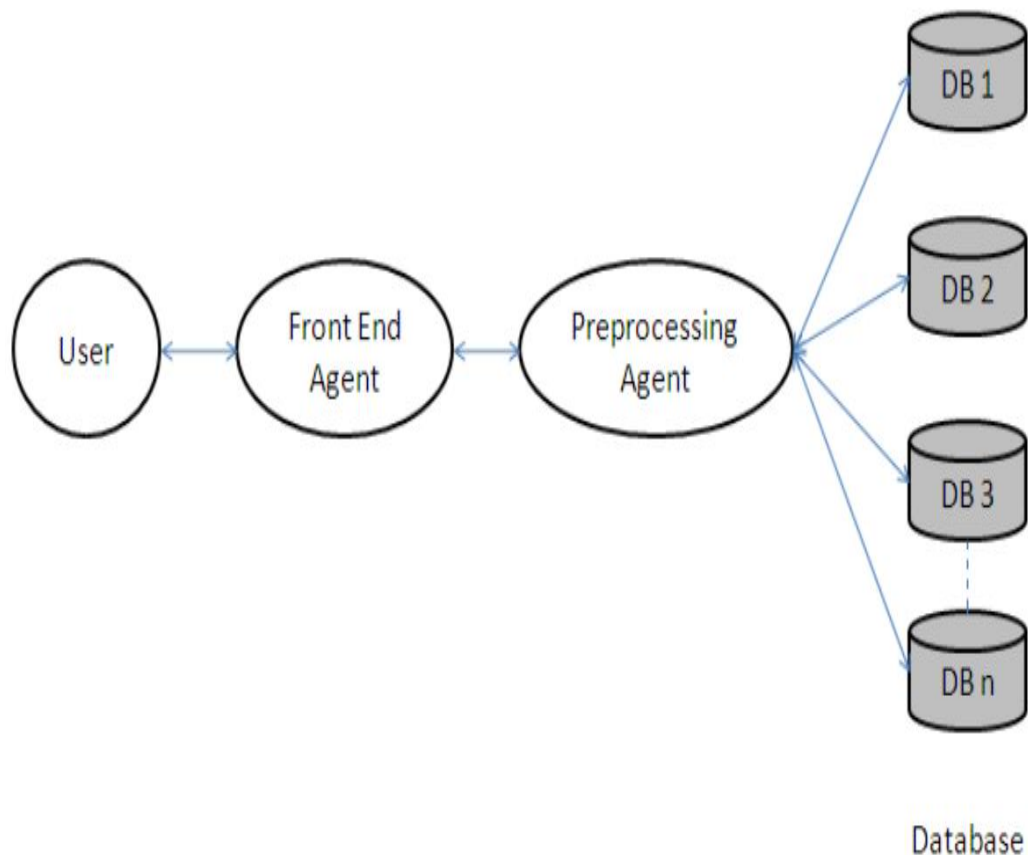 User
Front End
Agent
Preprocessing
Agent
DB 1
DB 2
DB 3
DB n
Database